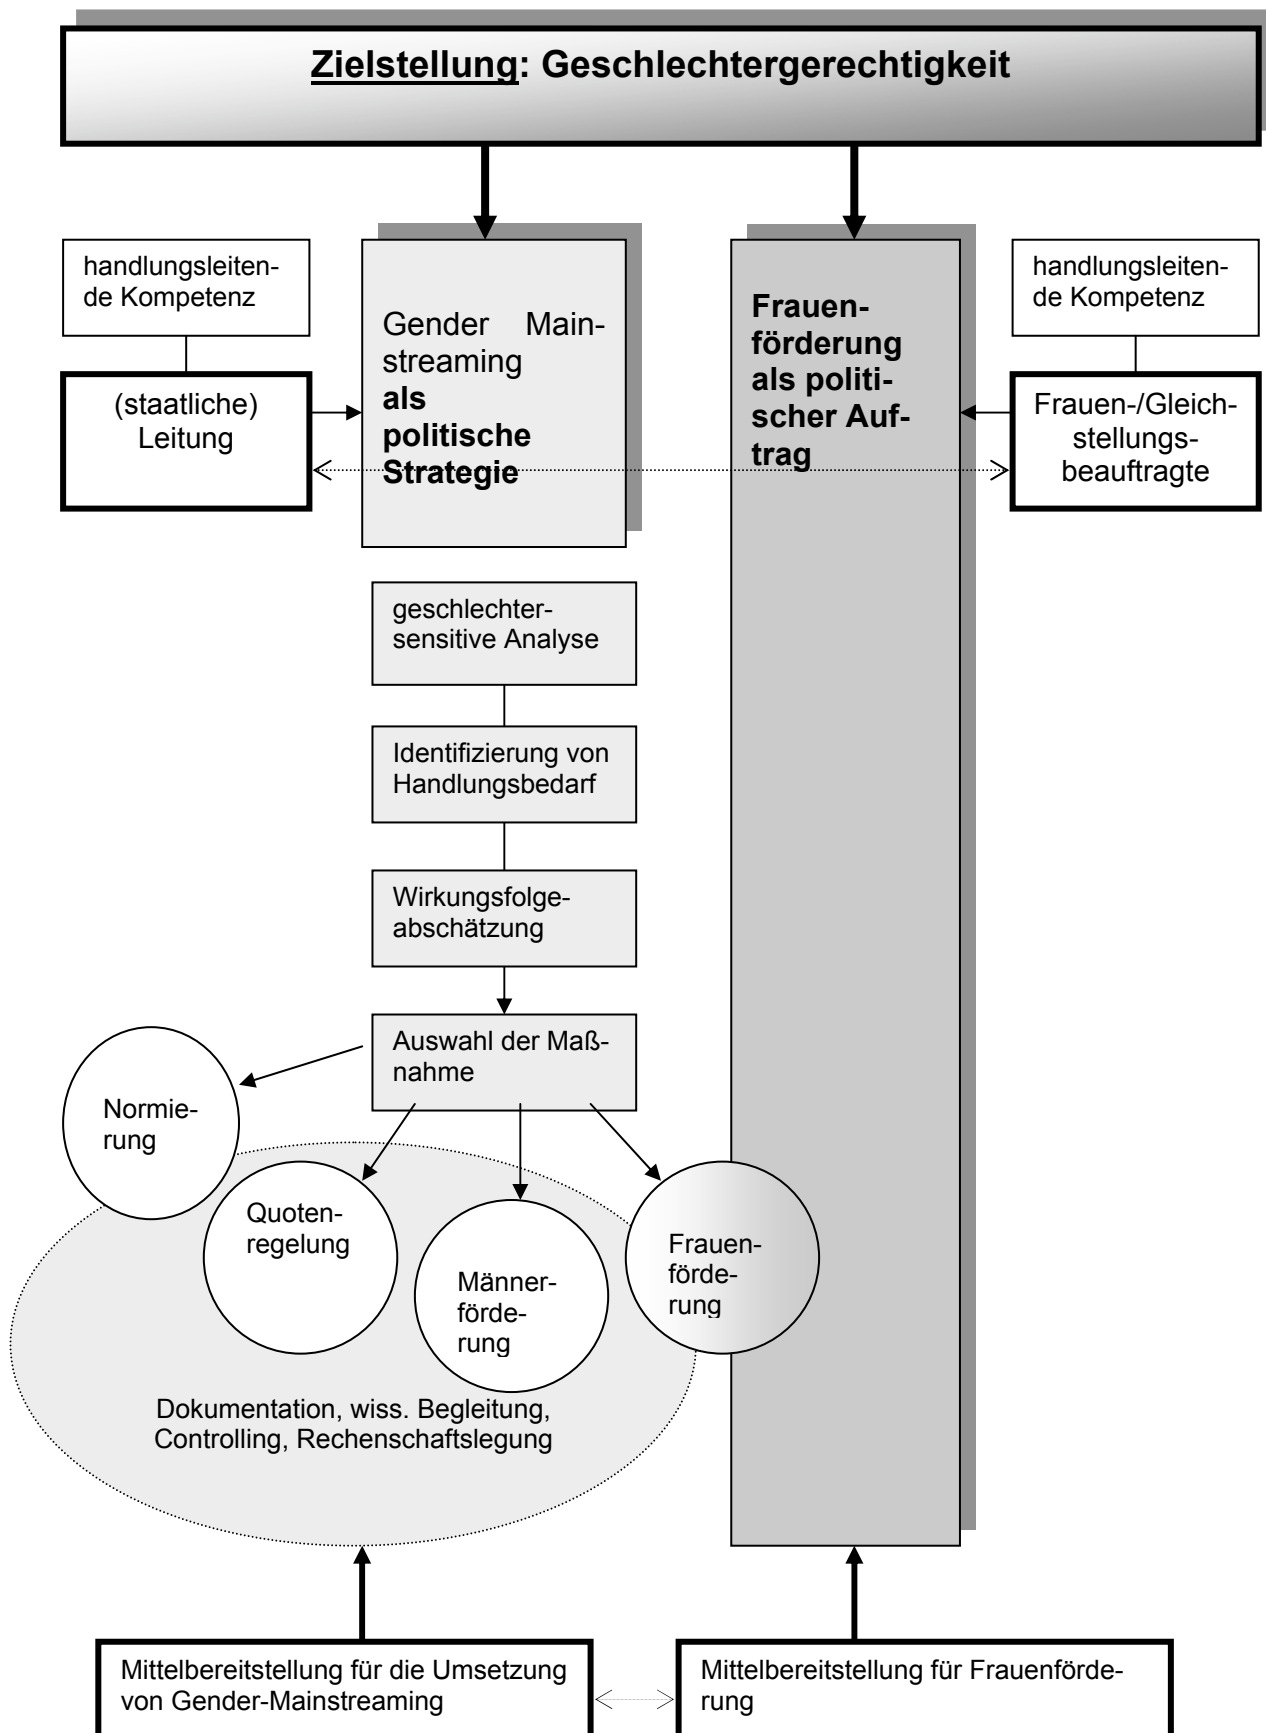 Zielstellung: Geschlechtergerechtigkeit
handlungsleiten-
de Kompetenz
(staatliche)
Leitung
Gender Main-
streaming
als
politische
Strategie
Frauen-
förderung
als politi-
scher Auf-
trag
handlungsleiten-
de Kompetenz
Frauen-/Gleich-
stellungs-
beauftragte
geschlechter-
sensitive Analyse
Identifizierung von
Handlungsbedarf
Wirkungsfolge-
abschätzung
Auswahl der Maß-
nahme
Normie-
rung
Quoten-
regelung
Männer-
förde-
rung
Frauen-
förde-
rung
Dokumentation, wiss. Begleitung,
Controlling, Rechenschaftslegung
Mittelbereitstellung für die Umsetzung
von Gender-Mainstreaming
Mittelbereitstellung für Frauenförde-
rung